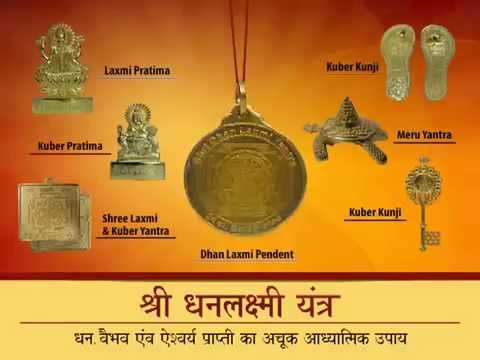 Laxmi Pratima
Kuber Kunji
Kuber Pratima
Meru Yantra
Shree Laxmi
& Kuber Yantra
Kuber Kunji
Dhan Laxmi Pendent
श्री धनलक्ष्मी यंत्र
धन. वैभव एंव ऐश्वर्य प्राप्ती का अचूक आध्यात्मिक उपाय